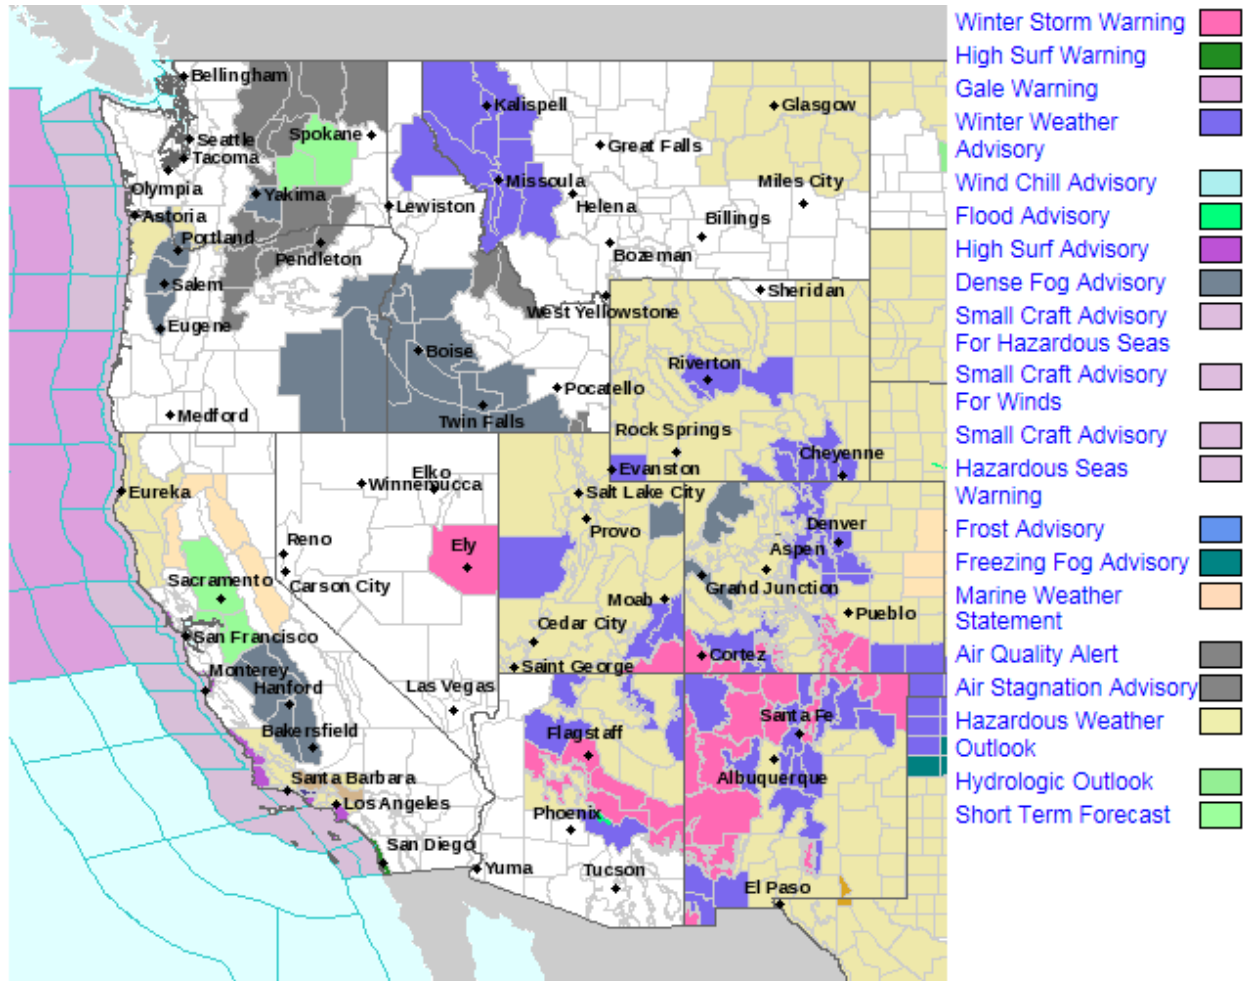 Bellingham
Seattle
Tacoma
Olympia
Spokane
Yakima
Astoria
Portland
Pendleton
Salem
Eugene
Medford
Lewiston
Kalispell
Missoula
Great Falls
Helena
Bozeman
Billings
Miles City
Glasgow
West Yellowstone
Sheridan
Boise
Twin Falls
Pocatello
Riverton
Rock Springs
Evanston
Cheyenne
Eureka
Winnemucca
Elko
Reno
Carson City
Ely
Salt Lake City
Provo
Moab
Cedar City
Saint George
Denver
Aspen
Grand Junction
Pueblo
Cortez
Sacramento
San Francisco
Monterey
Hanford
Bakersfield
Las Vegas
Santa Barbara
Los Angeles
San Diego
Flagstaff
Phoenix
Yuma
Tucson
Santa Fe
Albuquerque
El Paso
Winter Storm Warning
High Surf Warning
Gale Warning
Winter Weather
Advisory
Wind Chill Advisory
Flood Advisory
High Surf Advisory
Dense Fog Advisory
Small Craft Advisory
For Hazardous Seas
Small Craft Advisory
For Winds
Small Craft Advisory
Hazardous Seas
Warning
Frost Advisory
Freezing Fog Advisory
Marine Weather
Statement
Air Quality Alert
Air Stagnation Advisory
Hazardous Weather
Outlook
Hydrologic Outlook
Short Term Forecast